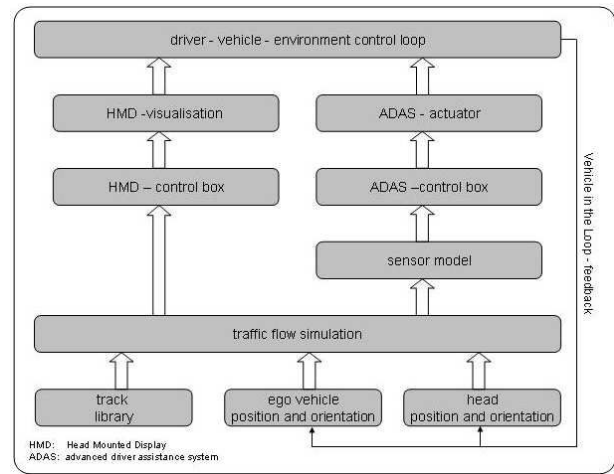 driver - vehicle - environment control loop
HMD -visualisation
ADAS - actuator
HMD – control box
ADAS –control box
sensor model
Vehicle in the Loop - feedback
traffic flow simulation
track
library
ego vehicle
position and orientation
head
position and orientation
HMD: Head Mounted Display
ADAS: advanced driver assistance system